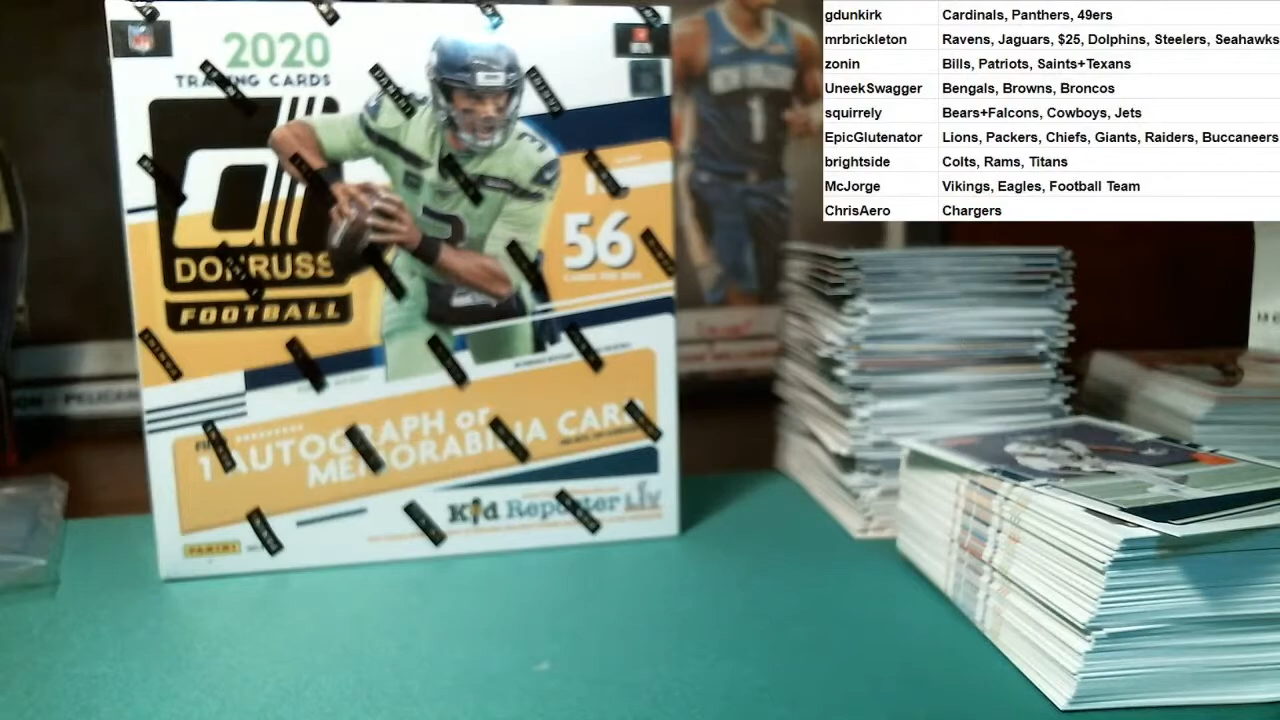 2020
TRADING CARDS
DONRUSS
FOOTBALL
56
1 AUTOGRAPH or
MEMORABILIA CARD
Kid Reporter LIV
PANINI
PELICAN
1
3
gdunkirk Cardinals, Panthers, 49ers
mrbrickleton Ravens, Jaguars, $25, Dolphins, Steelers, Seahawks
zonin Bills, Patriots, Saints+Texans
UneekSwagger Bengals, Browns, Broncos
squirrely Bears+Falcons, Cowboys, Jets
EpicGlutenator Lions, Packers, Chiefs, Giants, Raiders, Buccaneers
brightside Colts, Rams, Titans
McJorge Vikings, Eagles, Football Team
ChrisAero Chargers